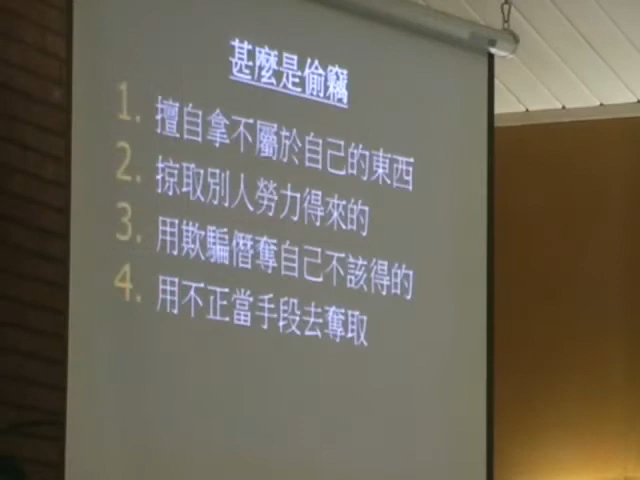 甚麼是偷竊
1. 擅自拿不屬於自己的東西
2. 掠取別人勞力得來的
3. 用欺騙僭奪自己不該得的
4. 用不正當手段去奪取